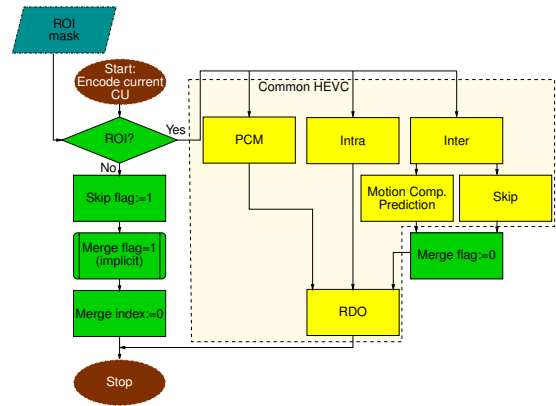 ROI
mask
Start:
Encode current
CU
Common HEVC
ROI?
Yes
No
PCM
Intra
Inter
Skip flag:=1
Motion Comp.
Prediction
Skip
Merge flag=1
(implicit)
Merge flag:=0
Merge index:=0
RDO
Stop